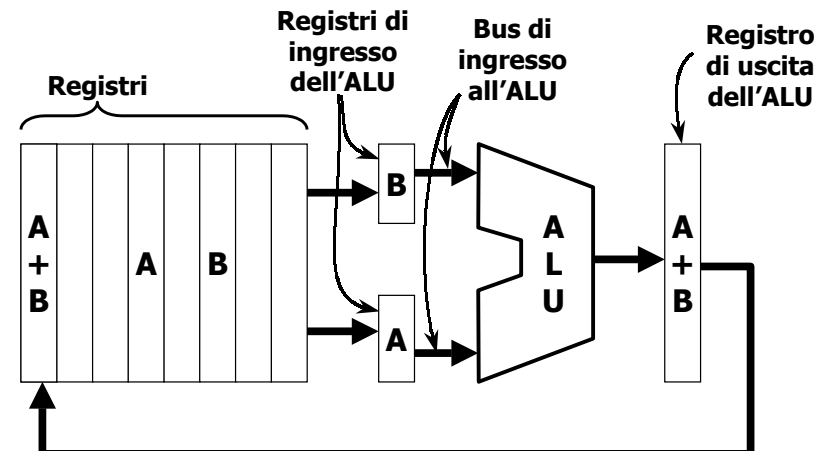 Registri di
ingresso
dell'ALU
Bus di
ingresso
all'ALU
Registro
di uscita
dell'ALU
Registri
A
+
B
A
B
B
A
A
L
U
A
+
B